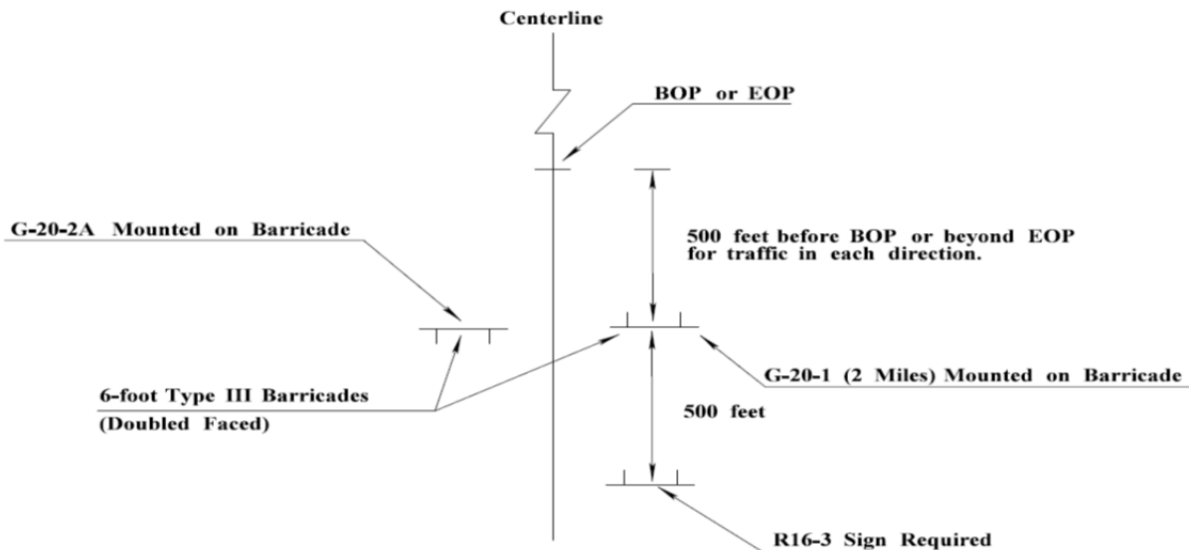 Centerline
BOP or EOP
G-20-2A Mounted on Barricade
500 feet before BOP or beyond EOP
for traffic in each direction.
G-20-1 (2 Miles) Mounted on Barricade
6-foot Type III Barricades
(Doubled Faced)
500 feet
R16-3 Sign Required